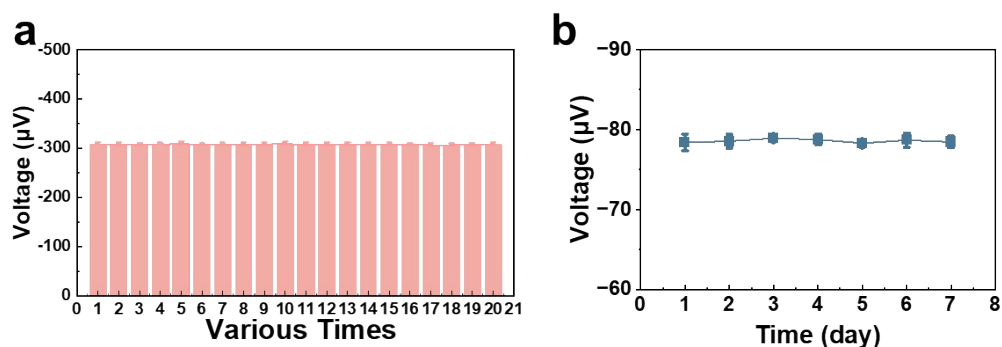 a
-500
-400
-300
-200
-100
0
Voltage (µV)
0 1 2 3 4 5 6 7 8 9 10 11 12 13 14 15 16 17 18 19 20 21
Various Times
b
−90
−80
−70
−60
Voltage (µV)
0 1 2 3 4 5 6 7 8
Time (day)